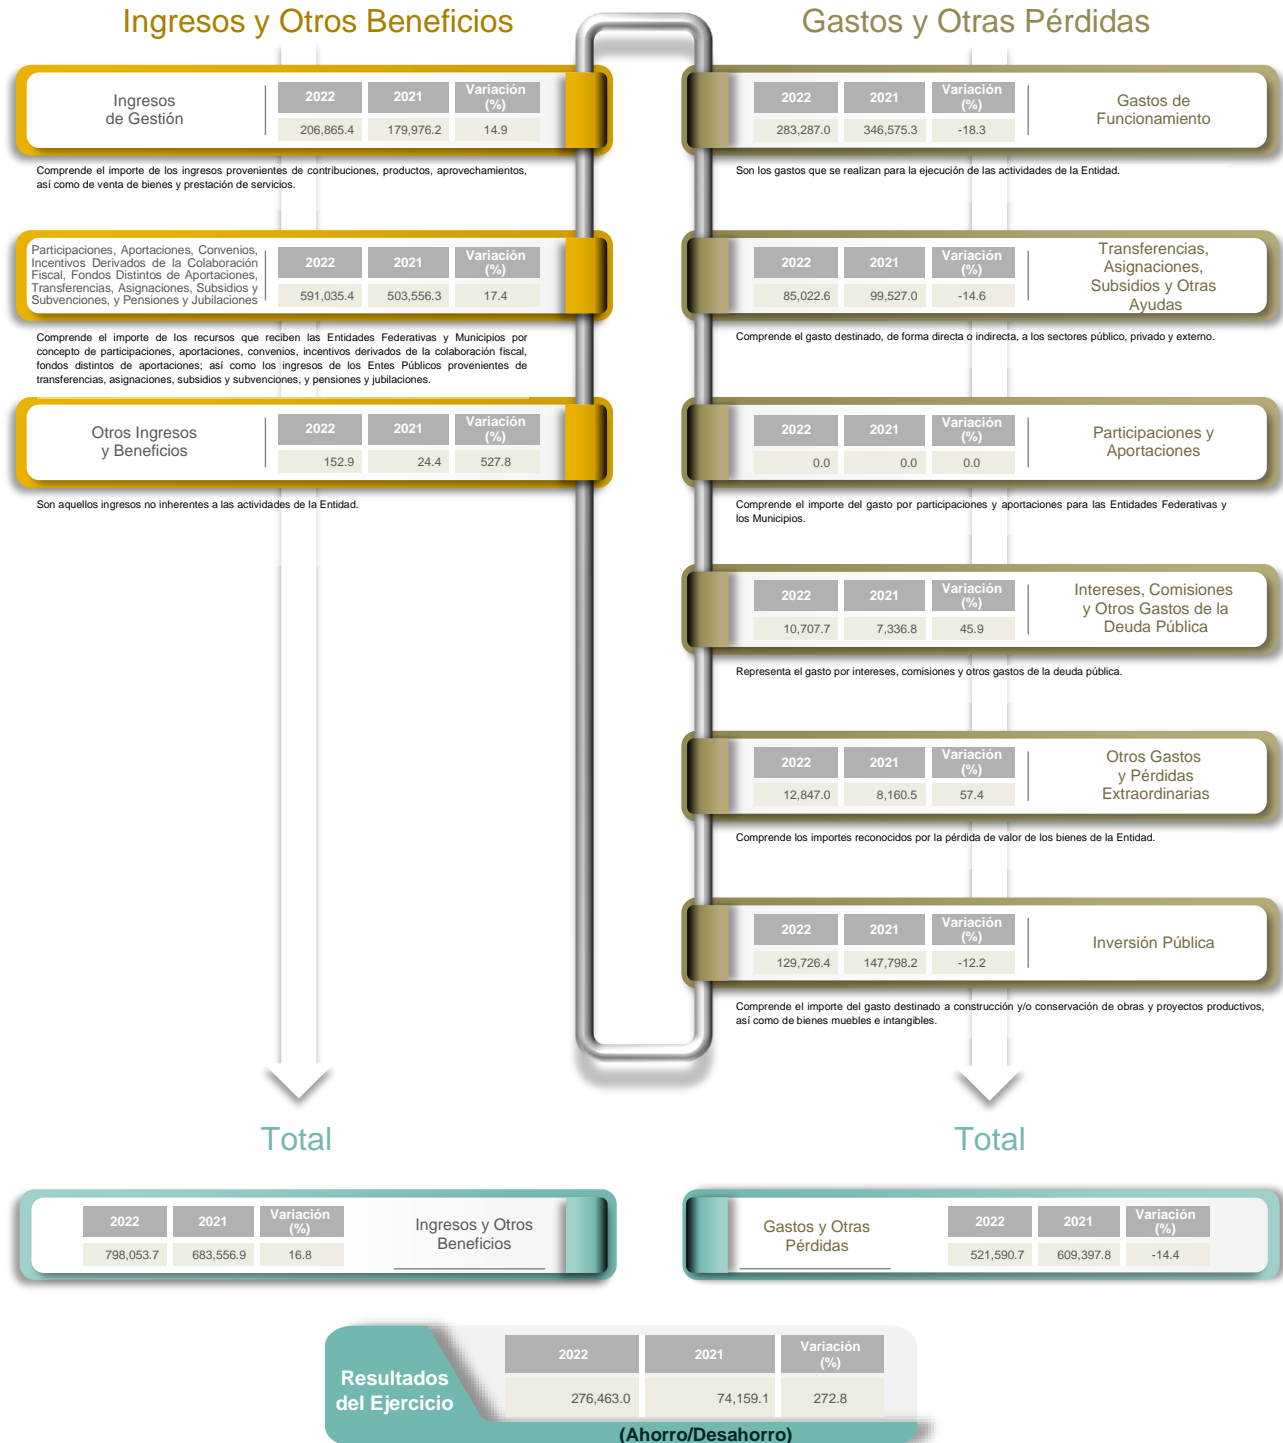 Ingresos y Otros Beneficios
Ingresos
de Gestión
2022 2021 Variación
(%)
206,865.4 179,976.2 14.9
Comprende el importe de los ingresos provenientes de contribuciones, productos, aprovechamientos,
así como de venta de bienes y prestación de servicios.
Participaciones, Aportaciones, Convenios,
Incentivos Derivados de la Colaboración
Fiscal, Fondos Distintos de Aportaciones,
Transferencias, Asignaciones, Subsidios y
Subvenciones, y Pensiones y Jubilaciones
2022 2021 Variación
(%)
591,035.4 503,556.3 17.4
Comprende el importe de los recursos que reciben las Entidades Federativas y Municipios por
concepto de participaciones, aportaciones, convenios, incentivos derivados de la colaboración fiscal,
fondos distintos de aportaciones; así como los ingresos de los Entes Públicos provenientes de
transferencias, asignaciones, subsidios y subvenciones, y pensiones y jubilaciones.
Otros Ingresos
y Beneficios
2022 2021 Variación
(%)
152.9 24.4 527.8
Son aquellos ingresos no inherentes a las actividades de la Entidad.
Gastos y Otras Pérdidas
2022 2021 Variación
(%)
283,287.0 346,575.3 -18.3
Gastos de
Funcionamiento
Son los gastos que se realizan para la ejecución de las actividades de la Entidad.
2022 2021 Variación
(%)
85,022.6 99,527.0 -14.6
Transferencias,
Asignaciones,
Subsidios y Otras
Ayudas
Comprende el gasto destinado, de forma directa o indirecta, a los sectores público, privado y externo.
2022 2021 Variación
(%)
0.0 0.0 0.0
Participaciones y
Aportaciones
Comprende el importe del gasto por participaciones y aportaciones para las Entidades Federativas y
los Municipios.
2022 2021 Variación
(%)
10,707.7 7,336.8 45.9
Intereses, Comisiones
y Otros Gastos de la
Deuda Pública
Representa el gasto por intereses, comisiones y otros gastos de la deuda pública.
2022 2021 Variación
(%)
12,847.0 8,160.5 57.4
Otros Gastos
y Pérdidas
Extraordinarias
Comprende los importes reconocidos por la pérdida de valor de los bienes de la Entidad.
2022 2021 Variación
(%)
129,726.4 147,798.2 -12.2
Inversión Pública
Comprende el importe del gasto destinado a construcción y/o conservación de obras y proyectos productivos,
así como de bienes muebles e intangibles.
Total
2022 2021 Variación
(%)
798,053.7 683,556.9 16.8
Ingresos y Otros
Beneficios
Total
Gastos y Otras
Pérdidas
2022 2021 Variación
(%)
521,590.7 609,397.8 -14.4
Resultados
del Ejercicio
2022 2021 Variación
(%)
276,463.0 74,159.1 272.8
(Ahorro/Desahorro)